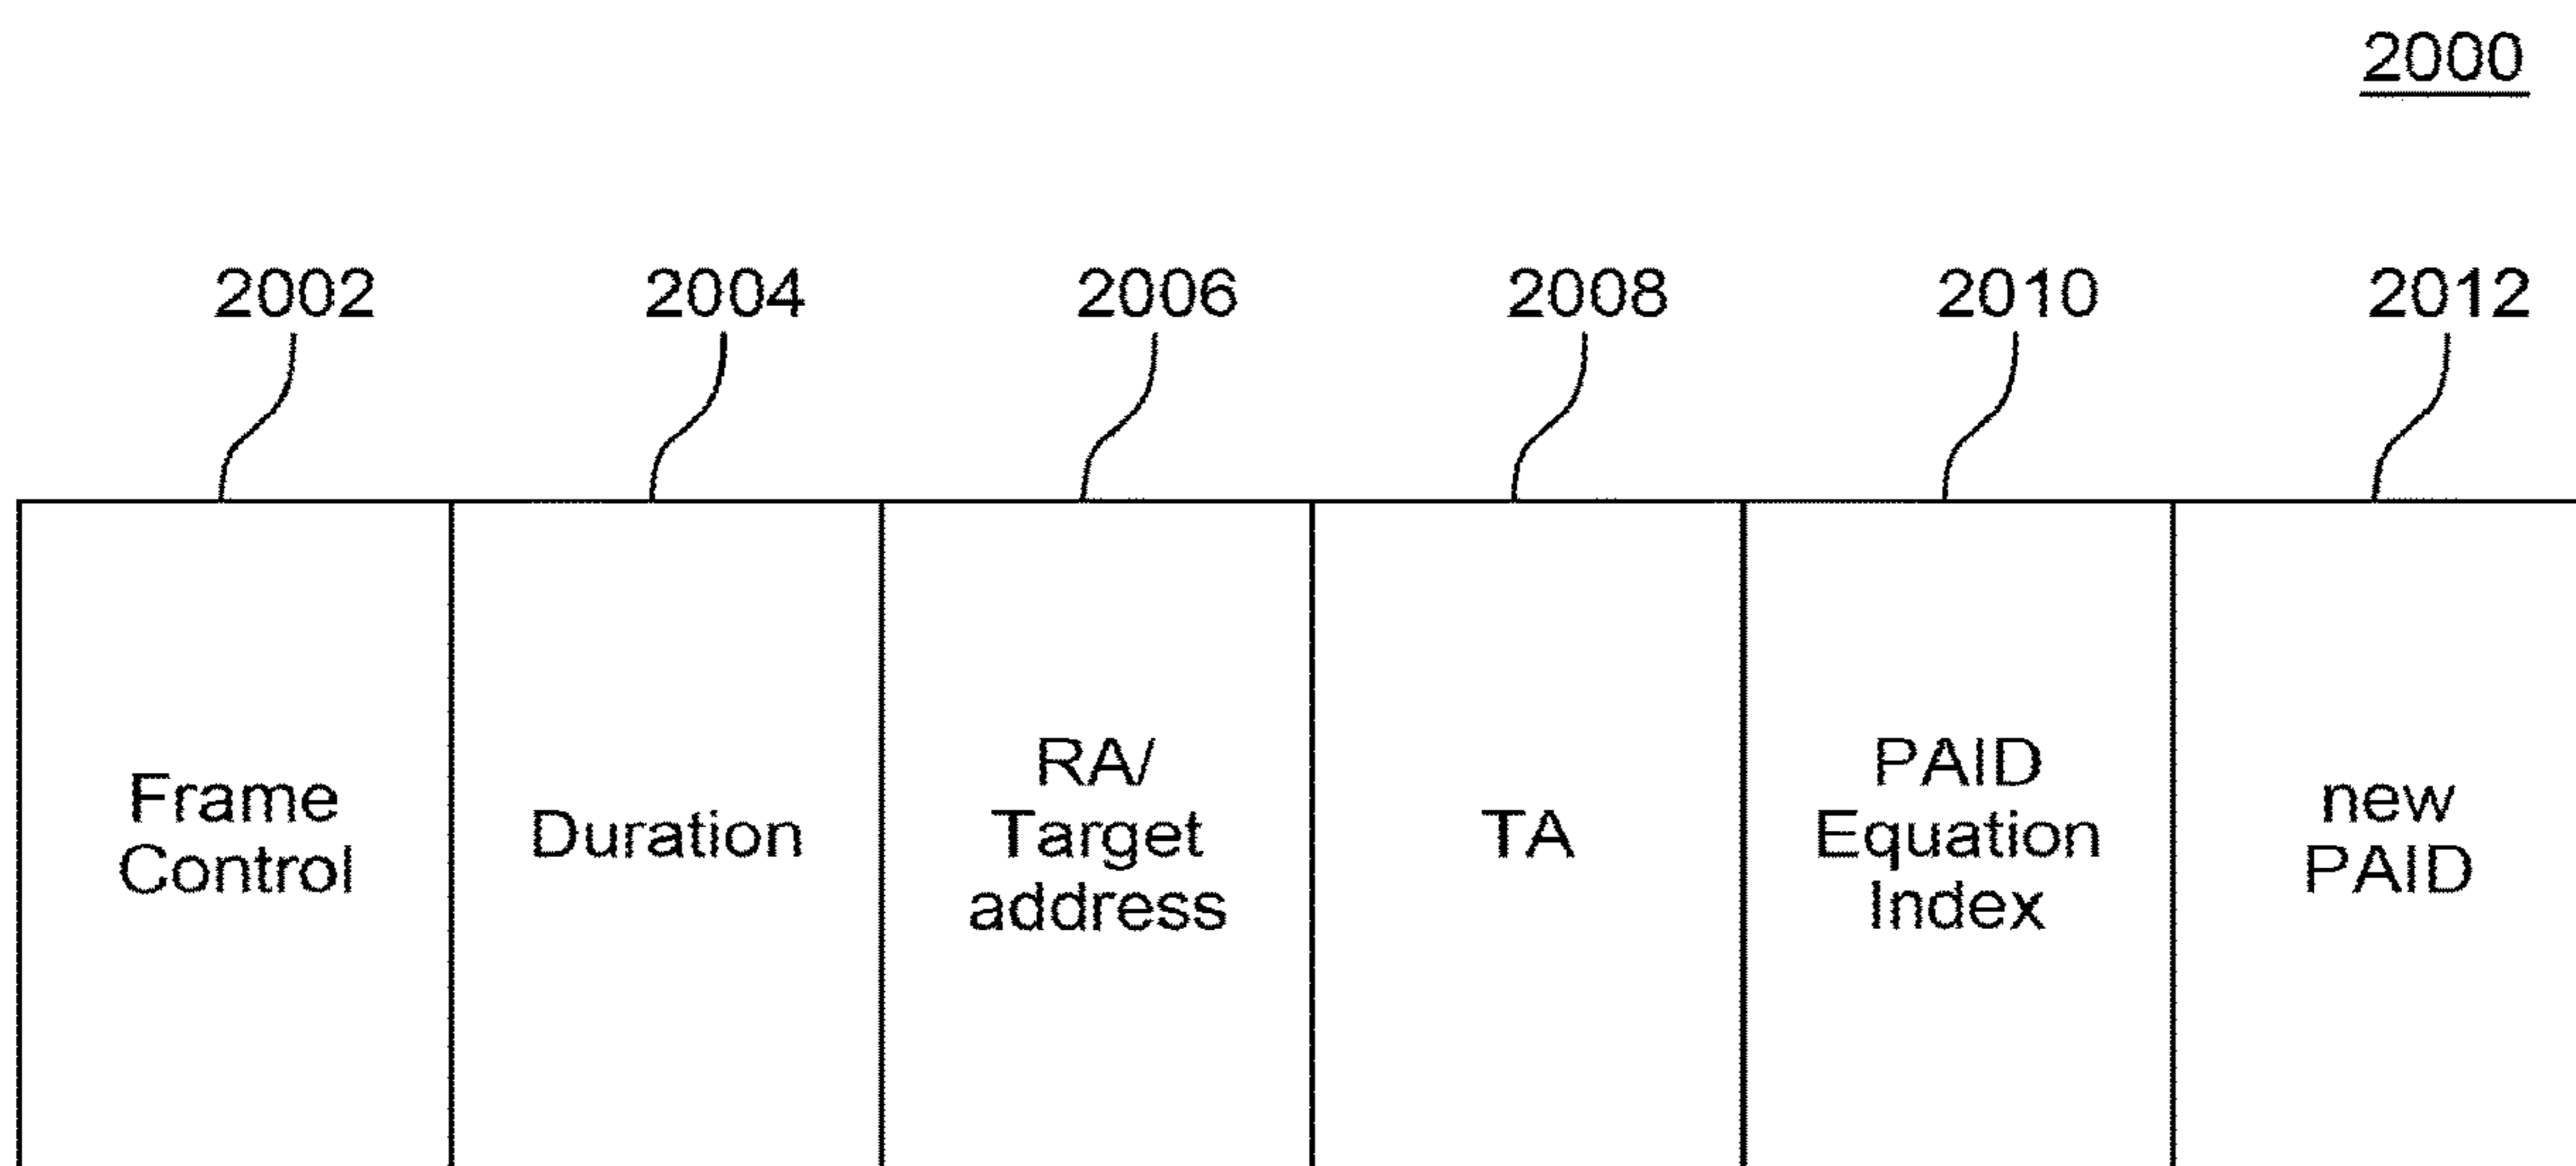 2000
2002 2004 2006 2008 2010 2012
Frame
Control
Duration
RA/
Target
address
TA
PAID
Equation
Index
new
PAID